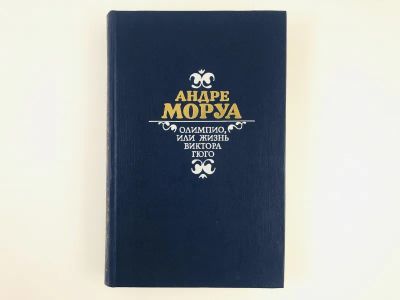 АНДРЕ
МОРУА
ОЛИМПИО,
ИЛИ ЖИЗНЬ
ВИКТОРА
ГЮГО